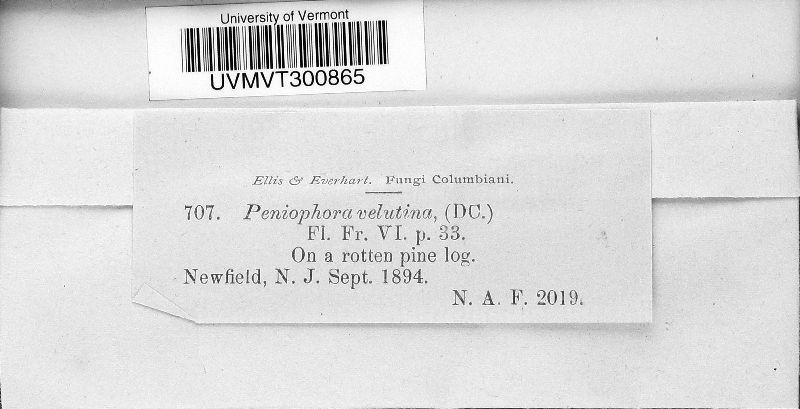 University of Vermont
UVMVT300865
Ellis & Everhart. Fungi Columbiani.
707. Peniophora velutina, (DC.)
Fl. Fr. VI. p. 33.
On a rotten pine log.
Newfield, N. J. Sept. 1894.
N. A. F. 2019.